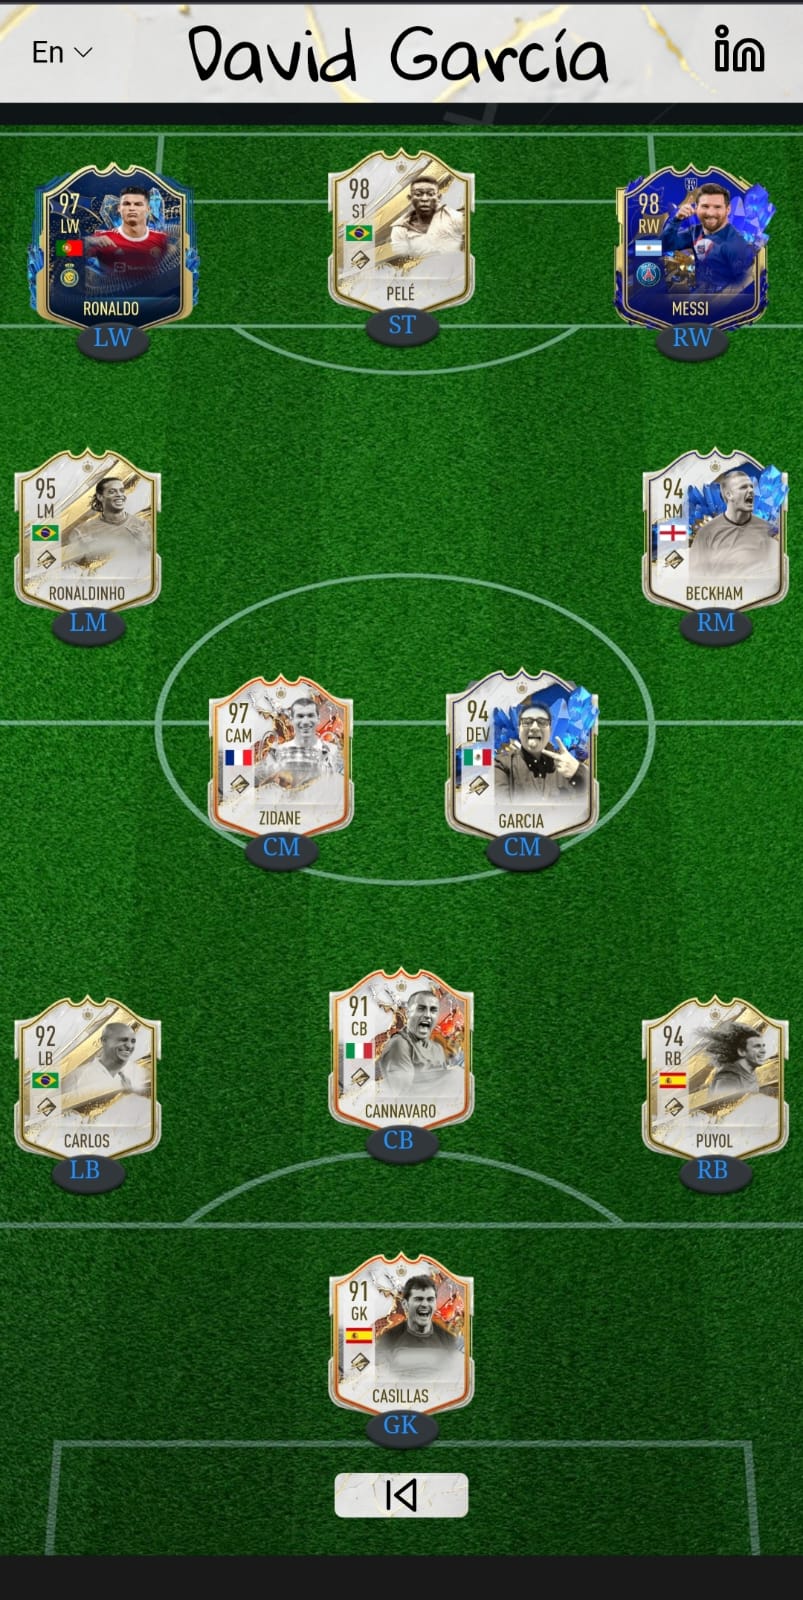 En
David García
in
97
LW
RONALDO
LW
98
ST
PELÉ
ST
98
RW
MESSI
RW
95
LM
RONALDINHO
LM
94
RM
BECKHAM
RM
97
CAM
ZIDANE
CM
94
DEV
GARCIA
CM
92
LB
CARLOS
LB
91
CB
CANNAVARO
CB
94
RB
PUYOL
RB
91
GK
CASILLAS
GK